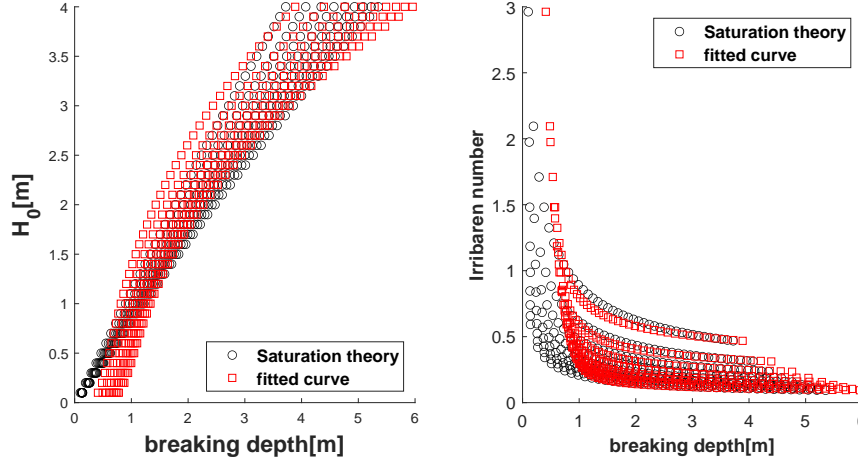 4
3.5
3
2.5
2
1.5
1
0.5
0
H0[m]
0 1 2 3 4 5 6
breaking depth[m]
Saturation theory
fitted curve
3
2.5
2
1.5
1
0.5
0
Irribaren number
0 1 2 3 4 5 6
breaking depth[m]
Saturation theory
fitted curve